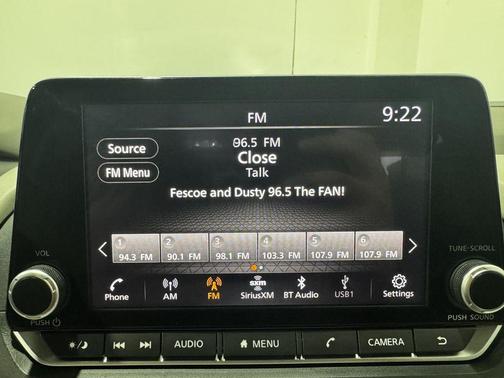 FM
9:22
Source
96.5 FM
Close
FM Menu
Talk
Fescoe and Dusty 96.5 The FAN!
1 2 3 4 5 6
94.3 FM 90.1 FM 98.1 FM 103.3 FM 107.9 FM 107.9 FM
Phone AM FM SiriusXM BT Audio USB1 Settings
sxm
VOL
TUNE-SCROLL
PUSH
PUSH SOUND
AUDIO MENU CAMERA